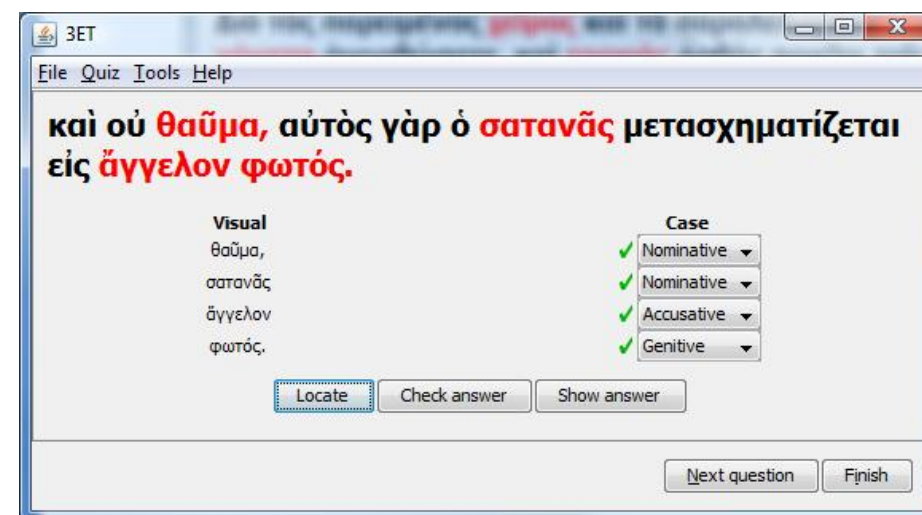 3ET
File Quiz Tools Help
καὶ οὐ θαῦμα, αὐτὸς γὰρ ὁ σατανᾶς μετασχηματίζεται
εἰς ἄγγελον φωτός.
Visual Case
θαῦμα, Nominative
σατανᾶς Nominative
ἄγγελον Accusative
φωτός. Genitive
Locate Check answer Show answer
Next question Finish